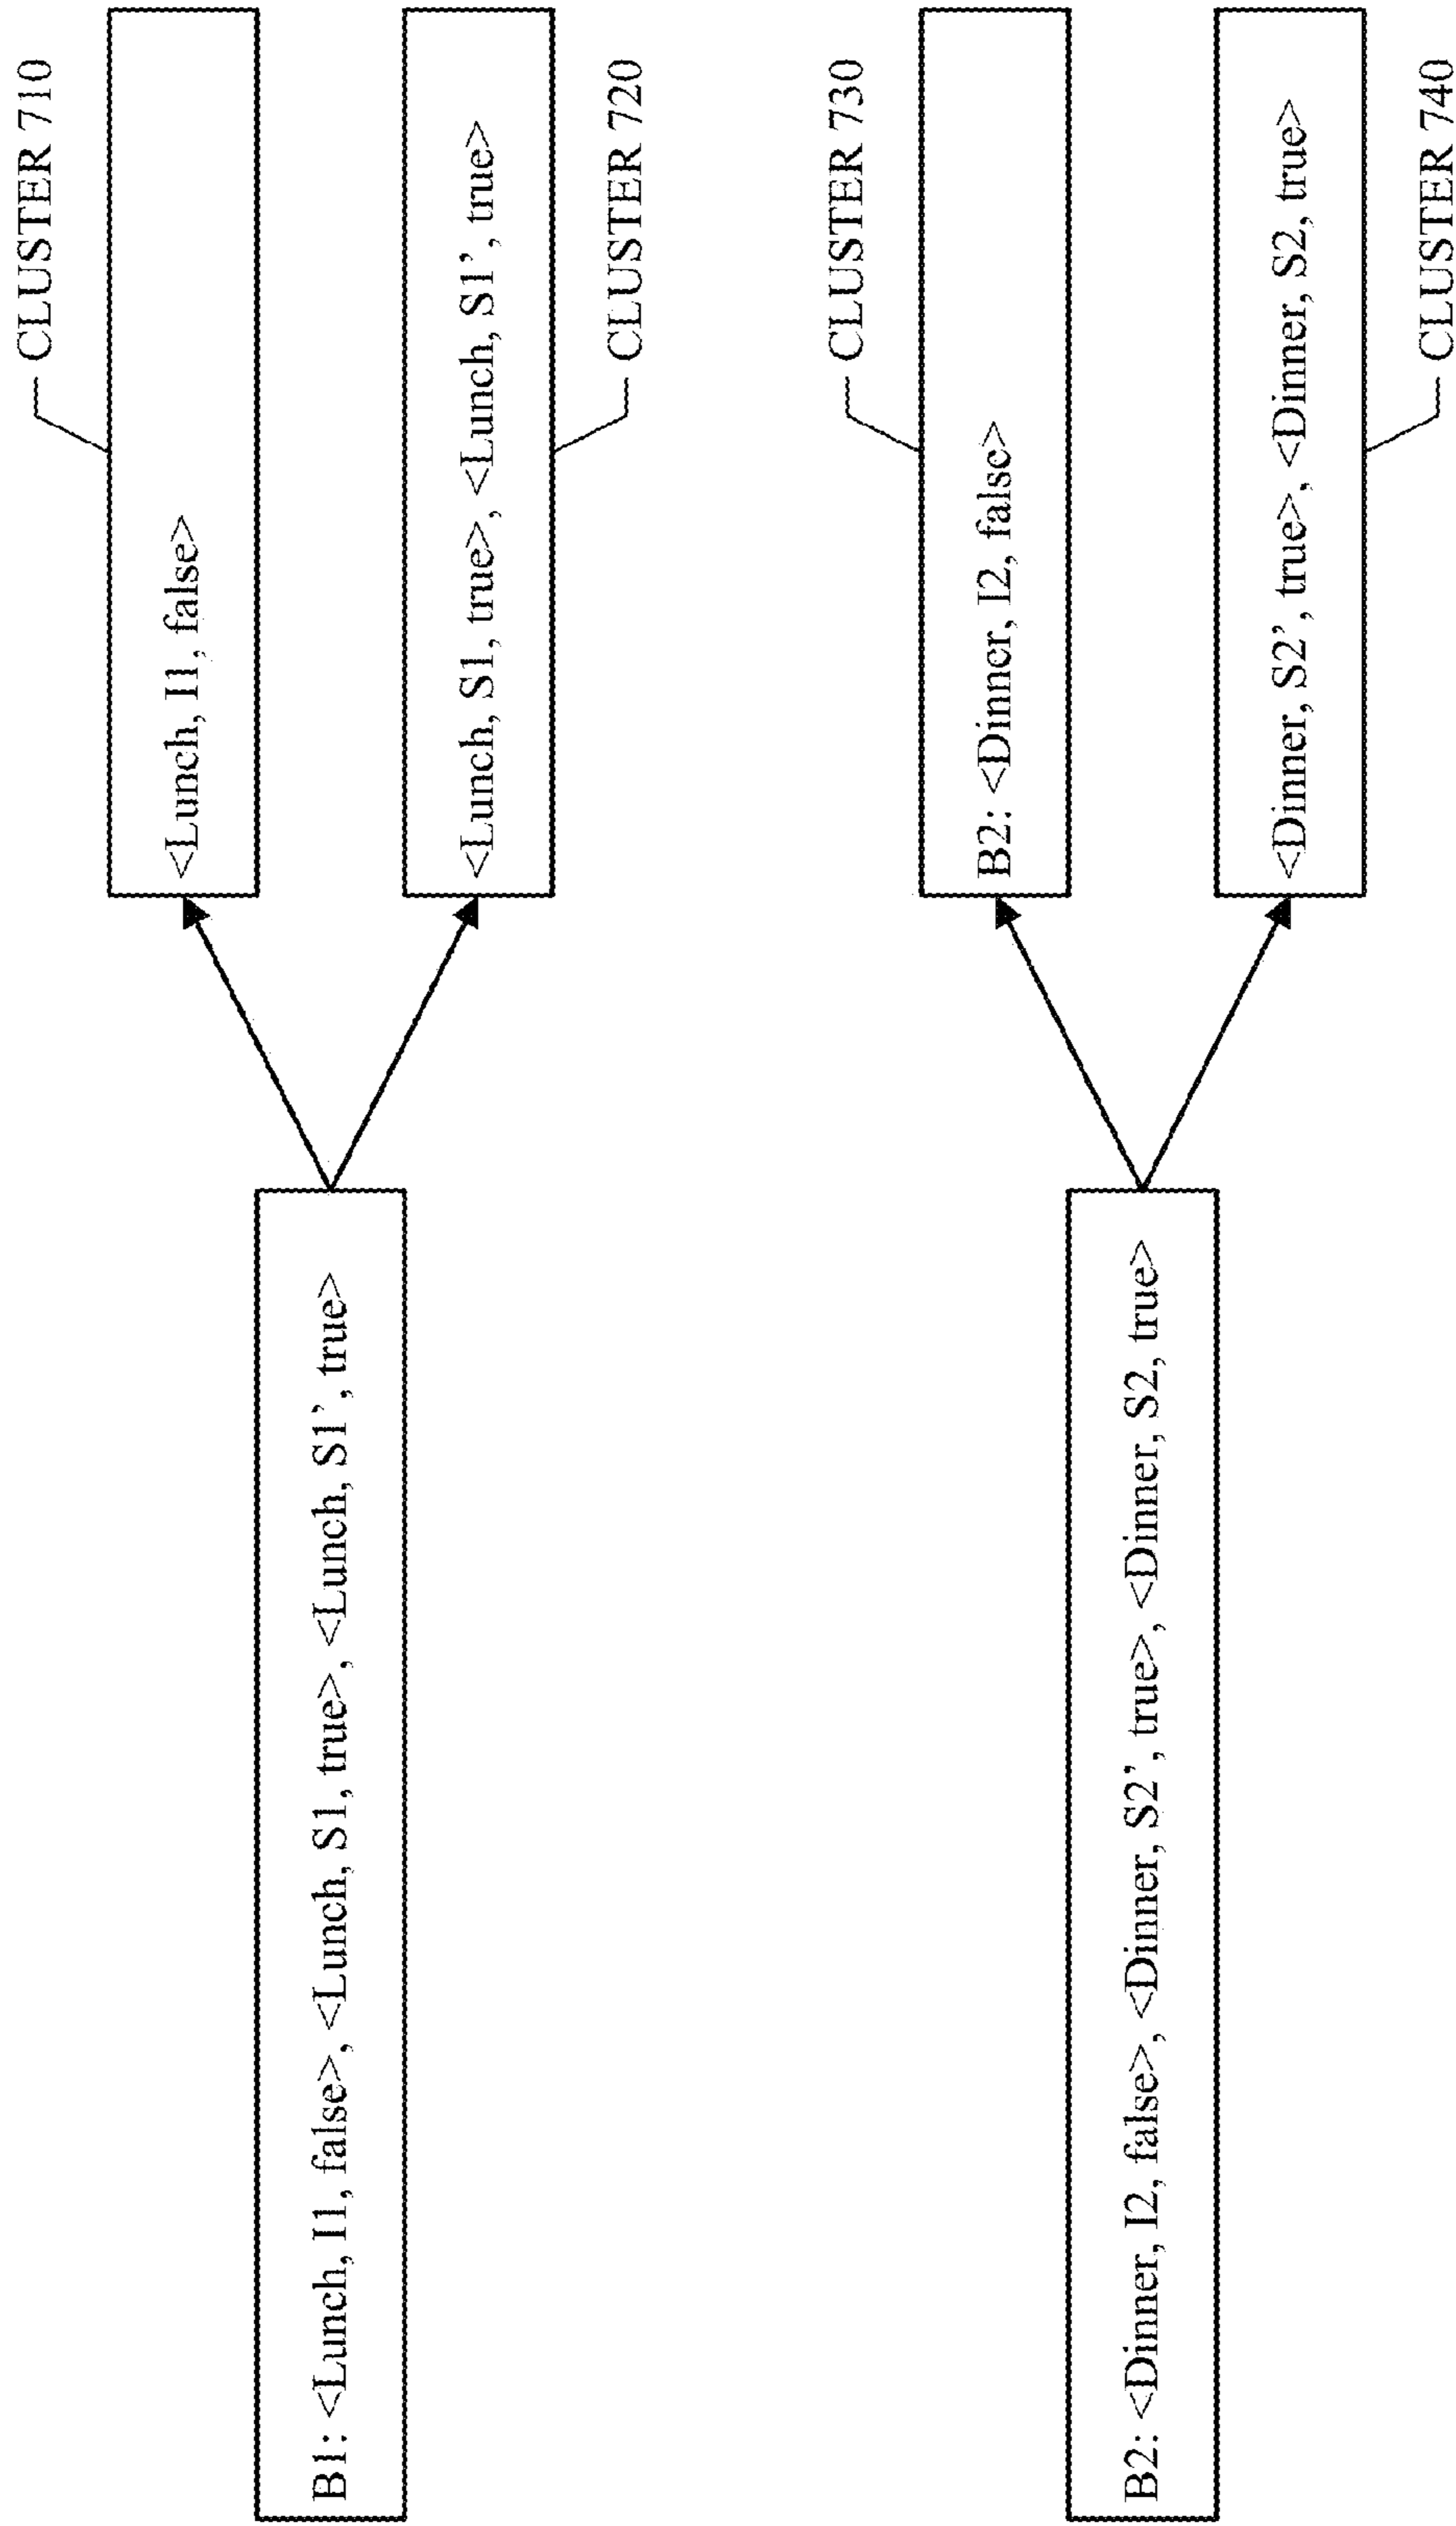 CLUSTER 710
<Lunch, I1, false>
B1: <Lunch, I1, false>, <Lunch, S1, true>, <Lunch, S1’, true>
<Lunch, S1, true>, <Lunch, S1’, true>
CLUSTER 720
CLUSTER 730
B2: <Dinner, I2, false>
B2: <Dinner, I2, false>, <Dinner, S2’, true>, <Dinner, S2, true>
<Dinner, S2’, true>, <Dinner, S2, true>
CLUSTER 740